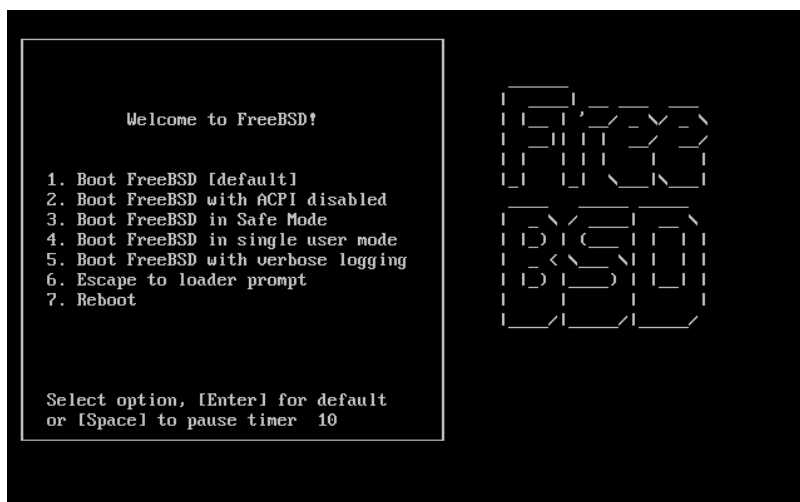 Welcome to FreeBSD!
1. Boot FreeBSD [default]
2. Boot FreeBSD with ACPI disabled
3. Boot FreeBSD in Safe Mode
4. Boot FreeBSD in single user mode
5. Boot FreeBSD with verbose logging
6. Escape to loader prompt
7. Reboot
Select option, [Enter] for default
or [Space] to pause timer 10
Free
BSD